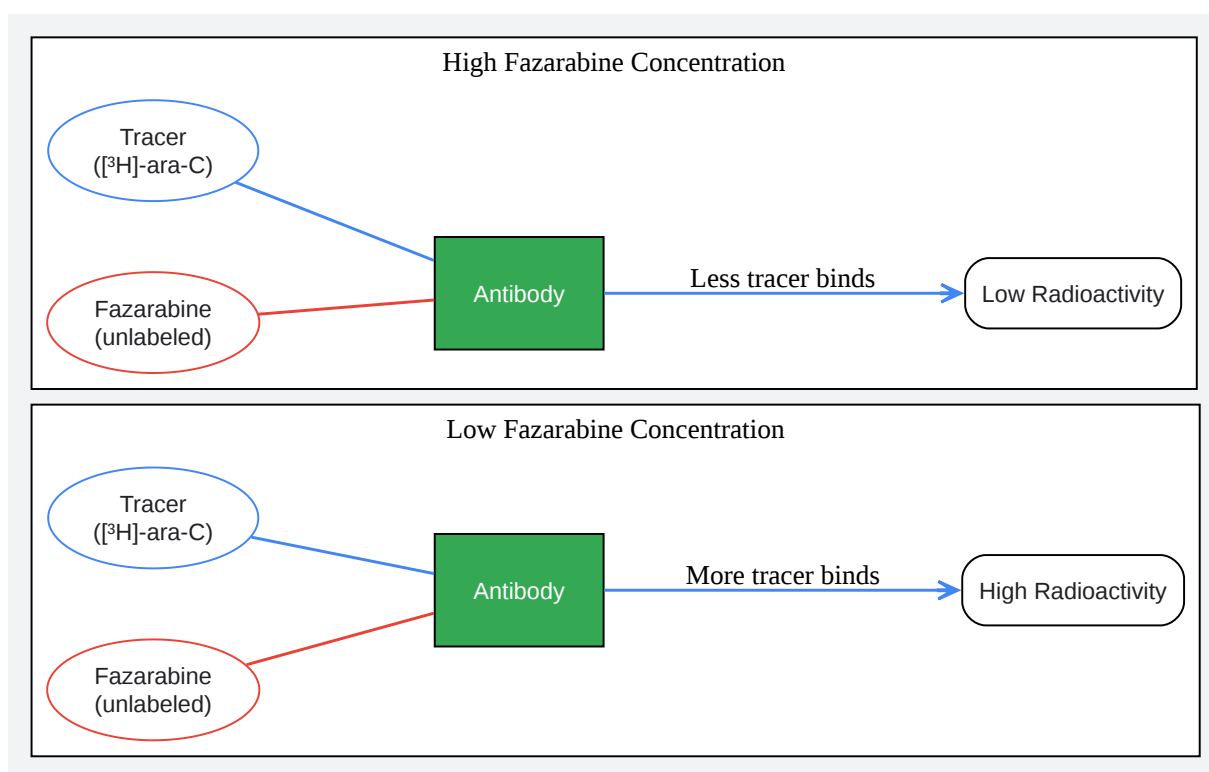 High Fazarabine Concentration
Tracer
([³H]-ara-C)
Fazarabine
(unlabeled)
Antibody
Less tracer binds
Low Radioactivity
Low Fazarabine Concentration
Tracer
([³H]-ara-C)
Fazarabine
(unlabeled)
Antibody
More tracer binds
High Radioactivity